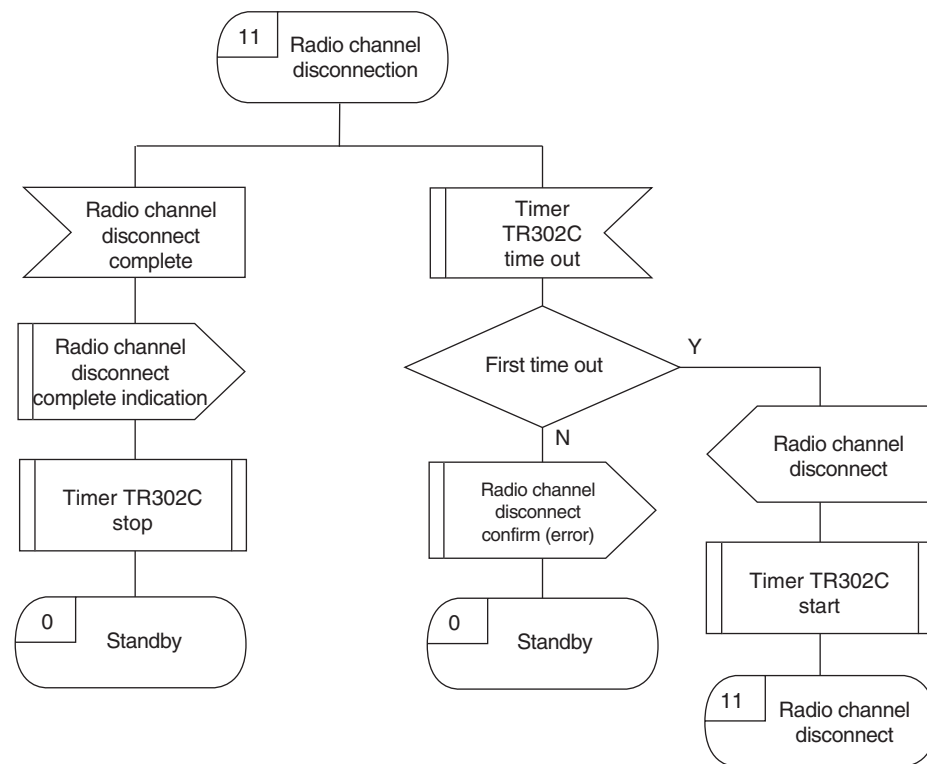 11
Radio channel
disconnection
Radio channel
disconnect
complete
Timer
TR302C
time out
Radio channel
disconnect
complete indication
First time out
Y
N
Radio channel
disconnect
Timer TR302C
stop
Radio channel
disconnect
confirm (error)
Timer TR302C
start
0
Standby
0
Standby
11
Radio channel
disconnect